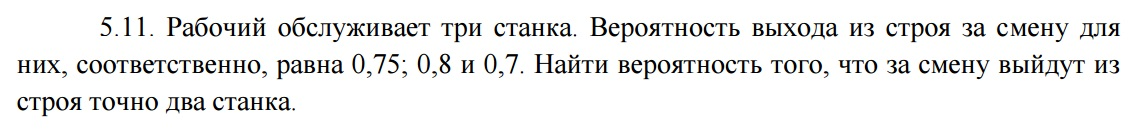 5.11. Рабочий обслуживает три станка. Вероятность выхода из строя за смену для
них, соответственно, равна 0,75; 0,8 и 0,7. Найти вероятность того, что за смену выйдут из
строя точно два станка.